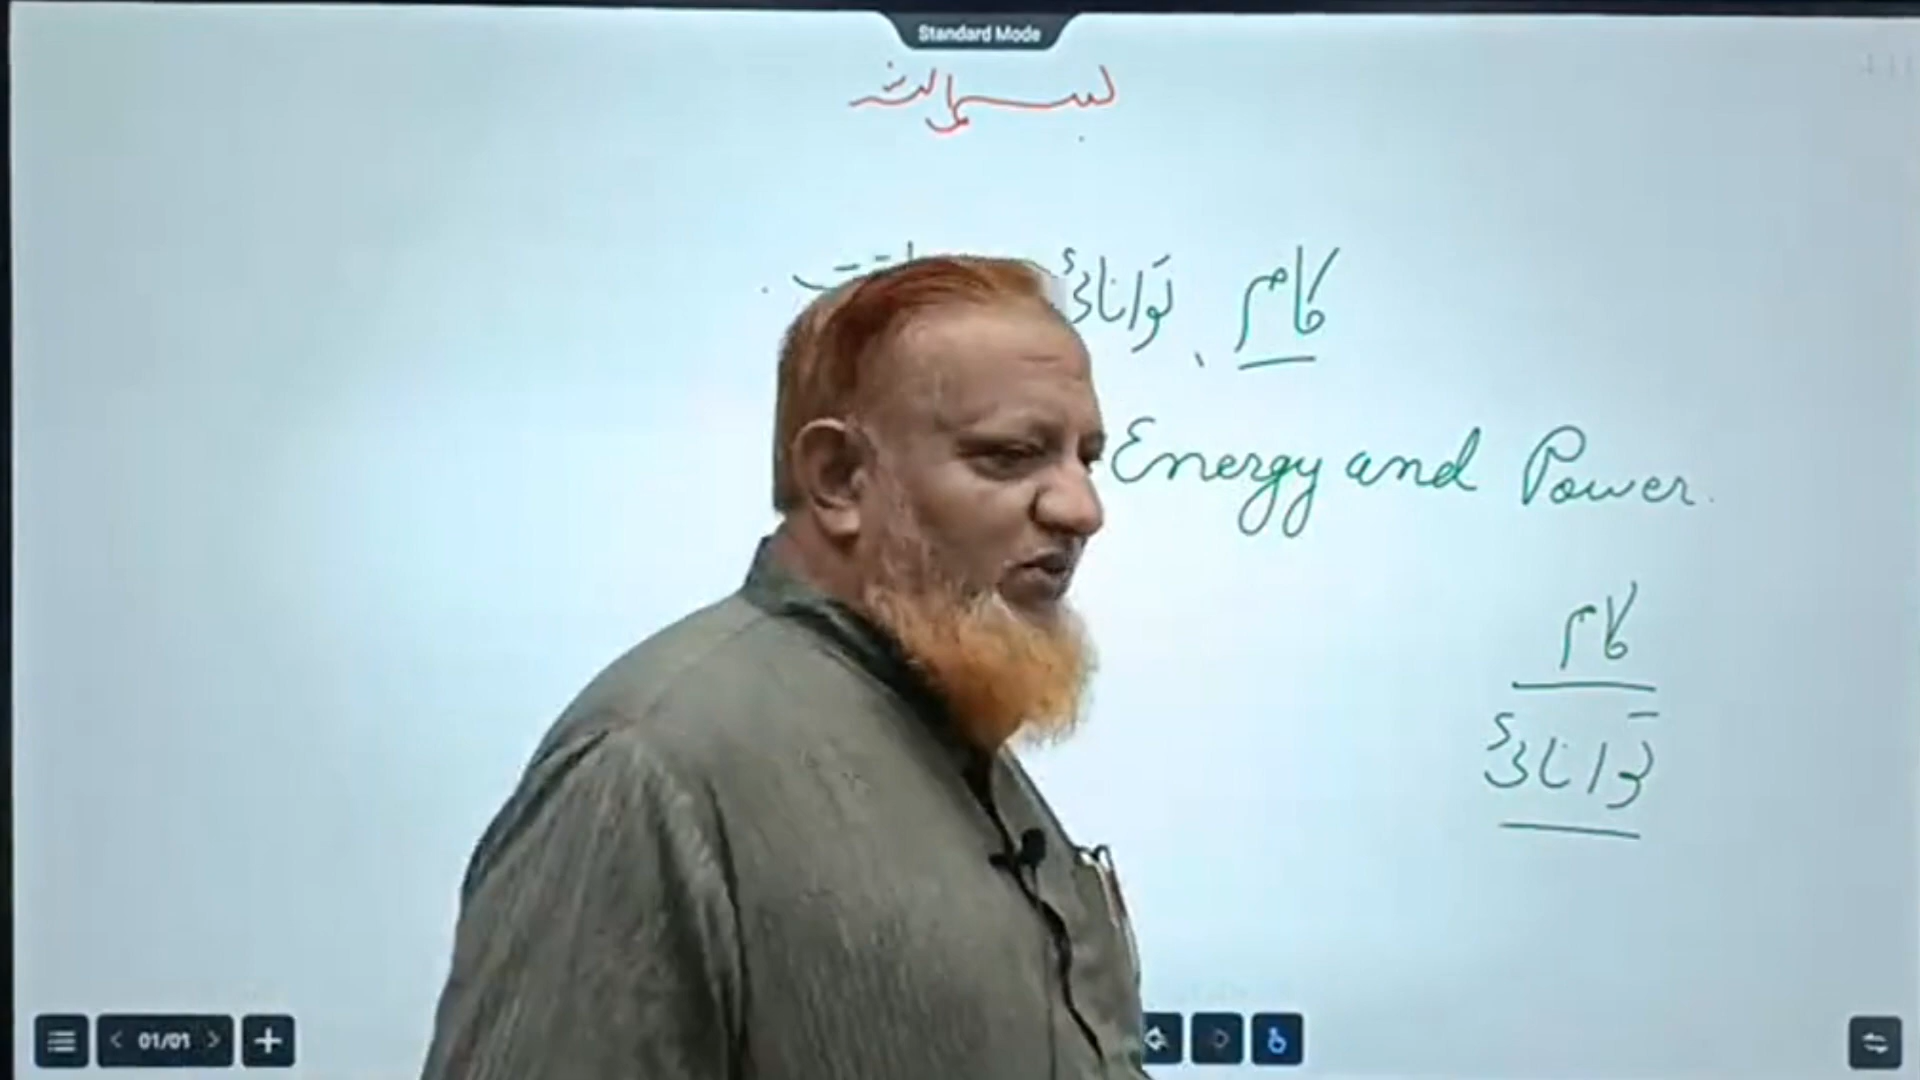 Standard Mode
بسم اللہ
کام، توانائی
Energy and Power.
کام
توانائی
01/01